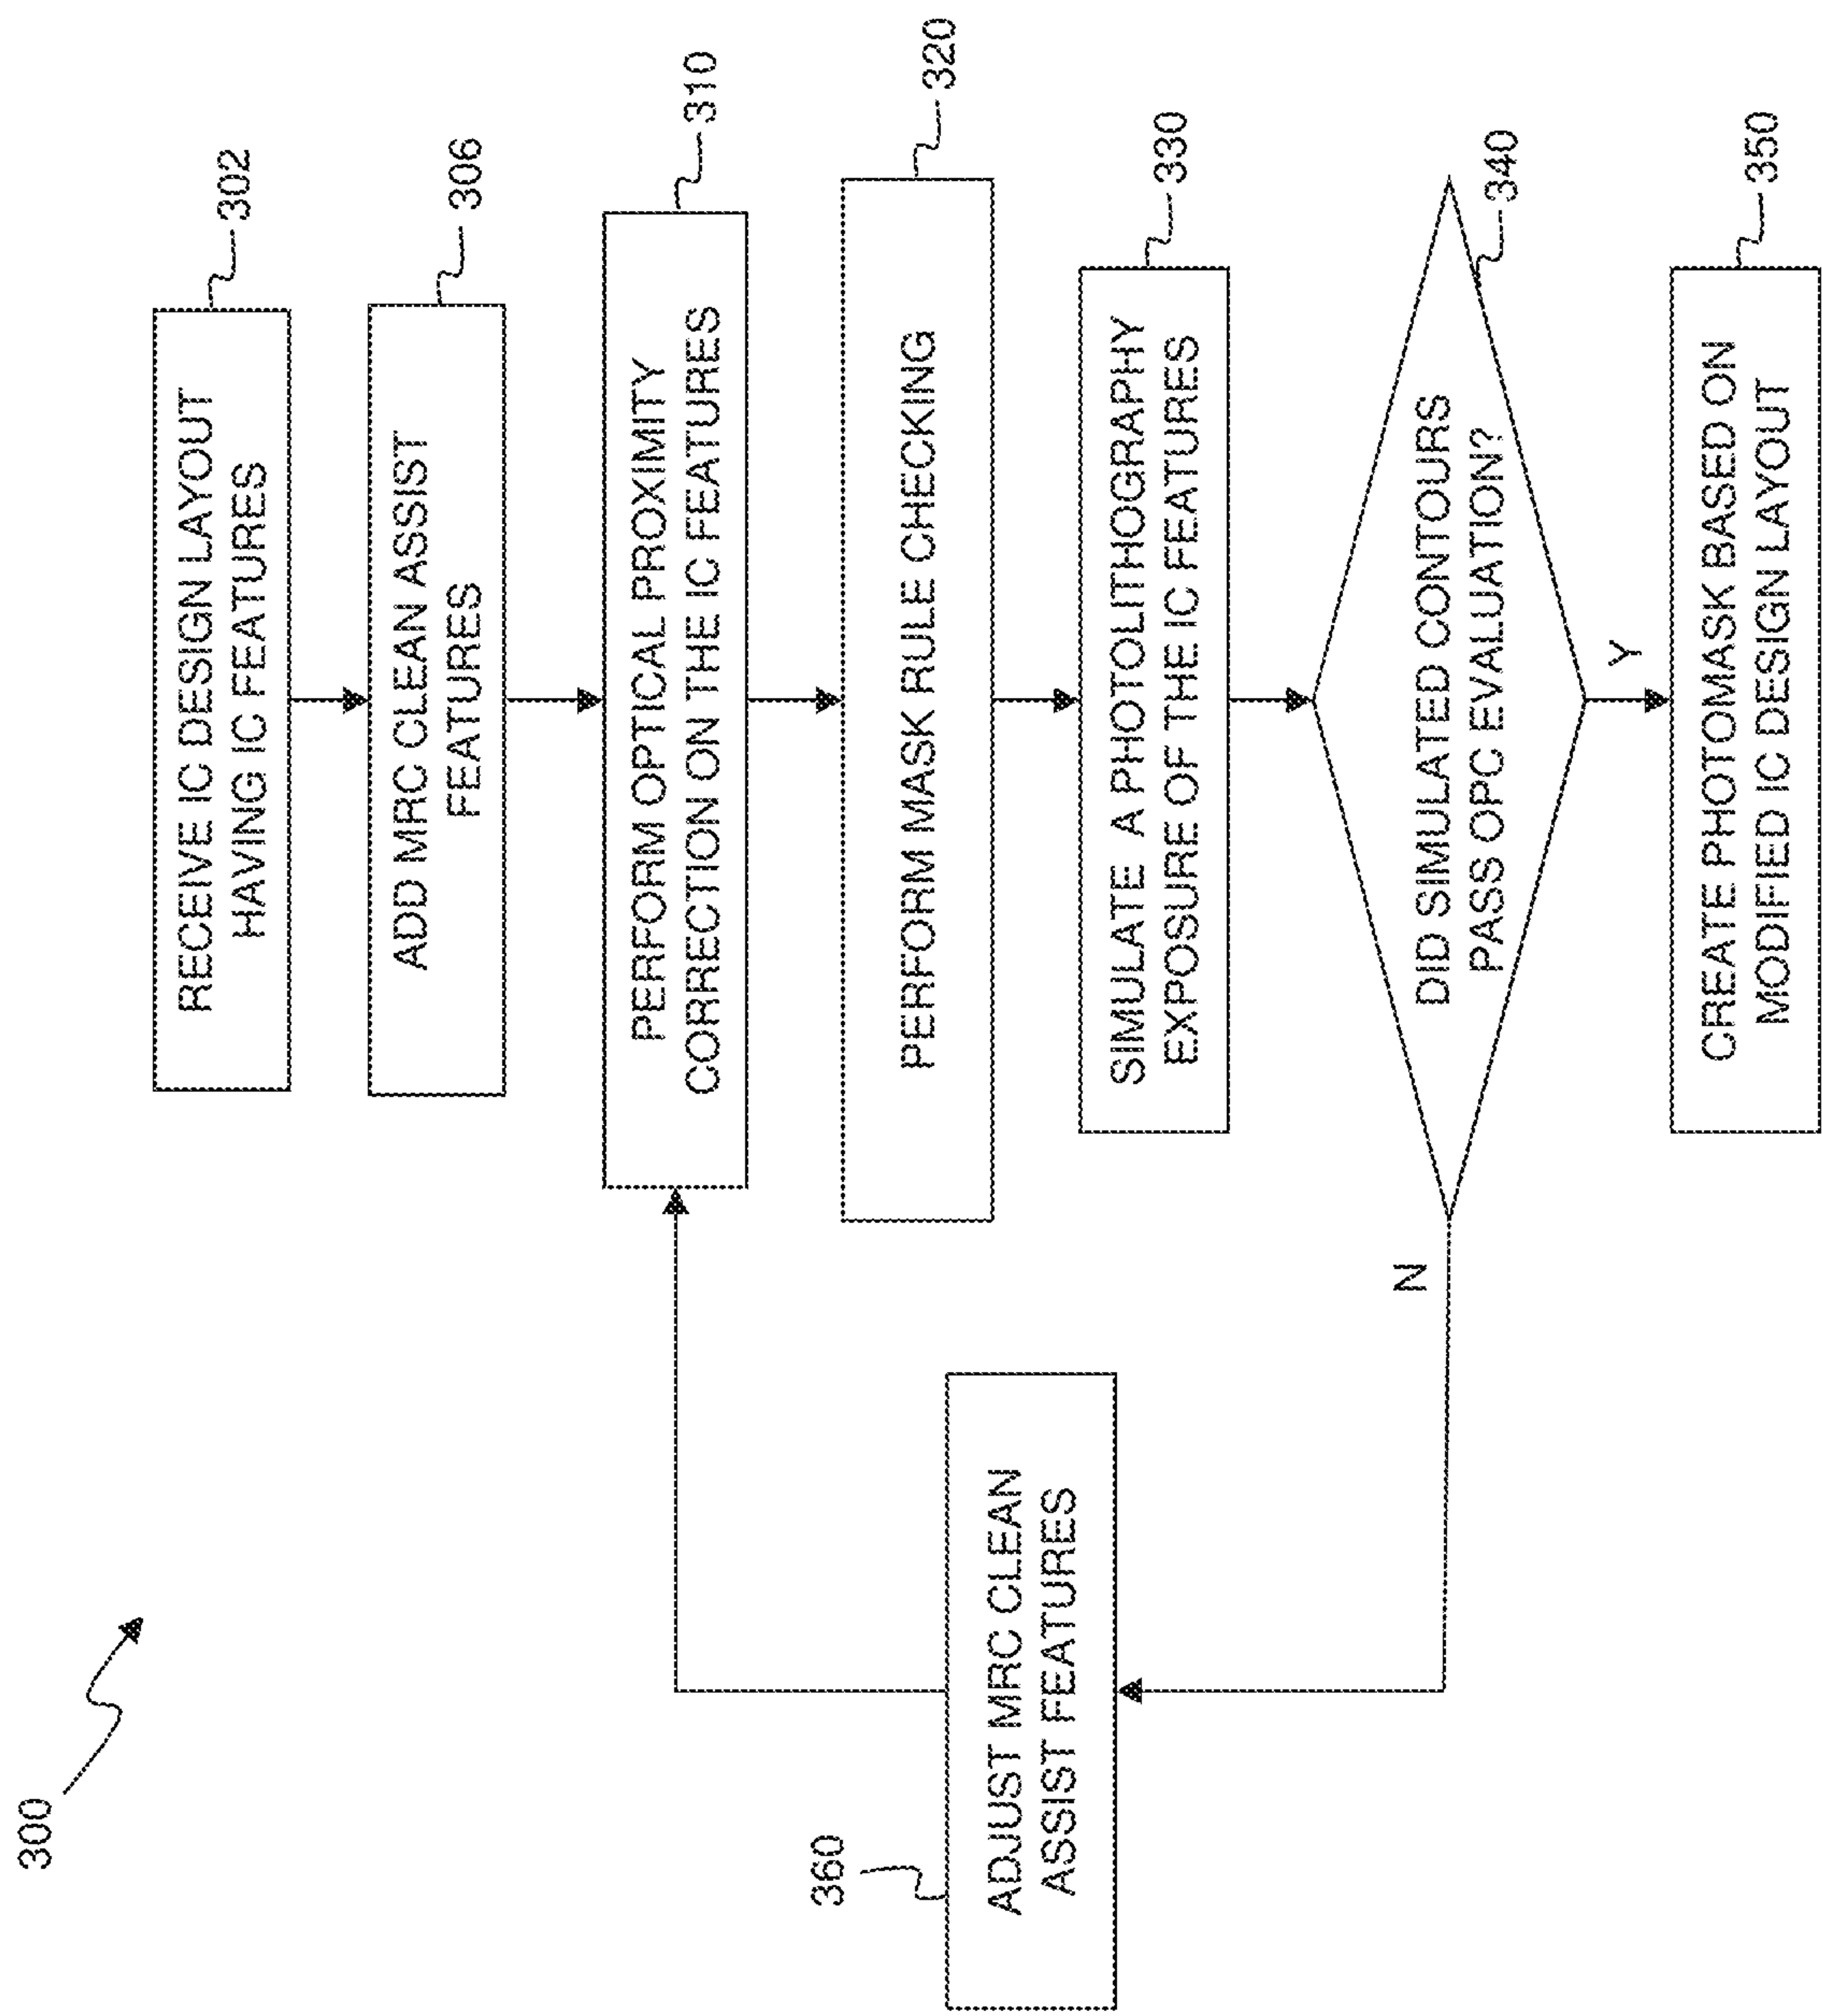 300
RECEIVE IC DESIGN LAYOUT
HAVING IC FEATURES
302
ADD MRC CLEAN ASSIST
FEATURES
306
PERFORM OPTICAL PROXIMITY
CORRECTION ON THE IC FEATURES
310
PERFORM MASK RULE CHECKING
320
SIMULATE A PHOTOLITHOGRAPHY
EXPOSURE OF THE IC FEATURES
330
DID SIMULATED CONTOURS
PASS OPC EVALUATION?
340
N
Y
360
ADJUST MRC CLEAN
ASSIST FEATURES
CREATE PHOTOMASK BASED ON
MODIFIED IC DESIGN LAYOUT
350